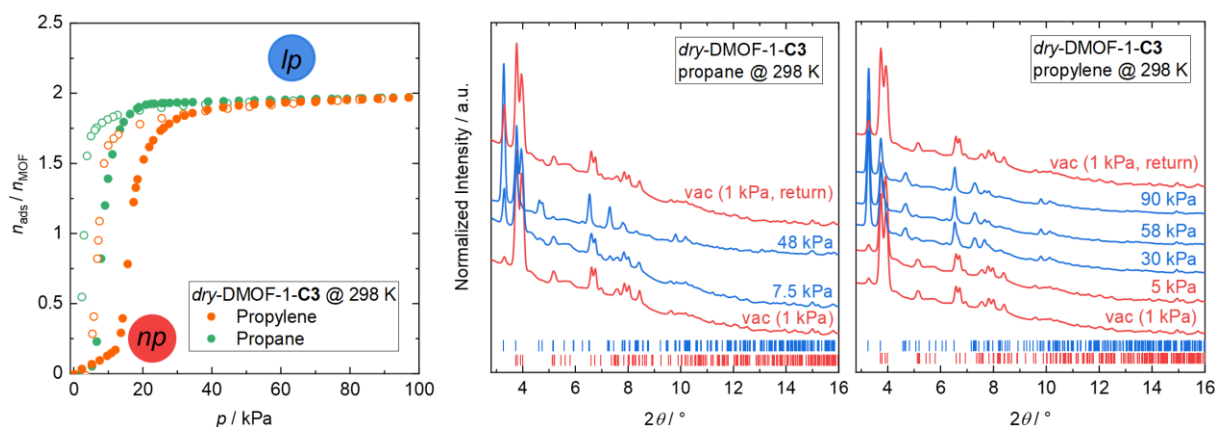 2.5
2
1.5
1
0.5
0
n_ads / n_MOF
lp
np
dry-DMOF-1-C3 @ 298 K
Propylene
Propane
0 20 40 60 80 100
p / kPa
Normalized Intensity / a.u.
dry-DMOF-1-C3
propane @ 298 K
vac (1 kPa, return)
48 kPa
7.5 kPa
vac (1 kPa)
4 6 8 10 12 14 16
2θ / °
dry-DMOF-1-C3
propylene @ 298 K
vac (1 kPa, return)
90 kPa
58 kPa
30 kPa
5 kPa
vac (1 kPa)
4 6 8 10 12 14 16
2θ / °